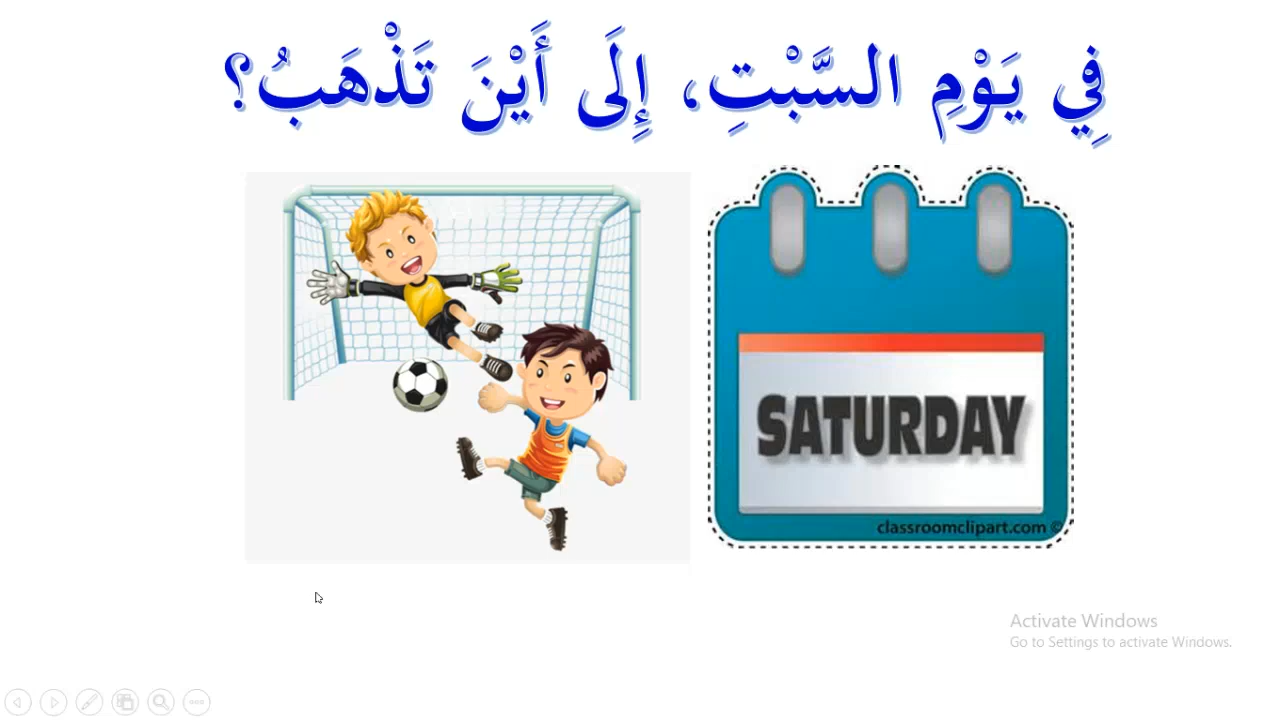 فِي يَوْمِ السَّبْتِ، إِلَى أَيْنَ تَذْهَبُ؟
SATURDAY
classroomclipart.com ©
Activate Windows
Go to Settings to activate Windows.